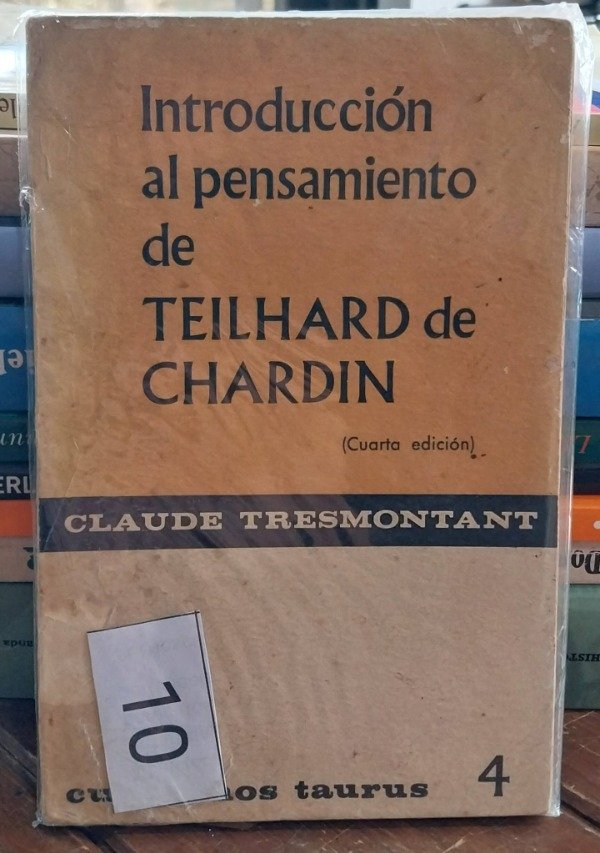 Introducción
al pensamiento
de
TEILHARD de
CHARDIN
(Cuarta edición)
CLAUDE TRESMONTANT
10
taurus 4